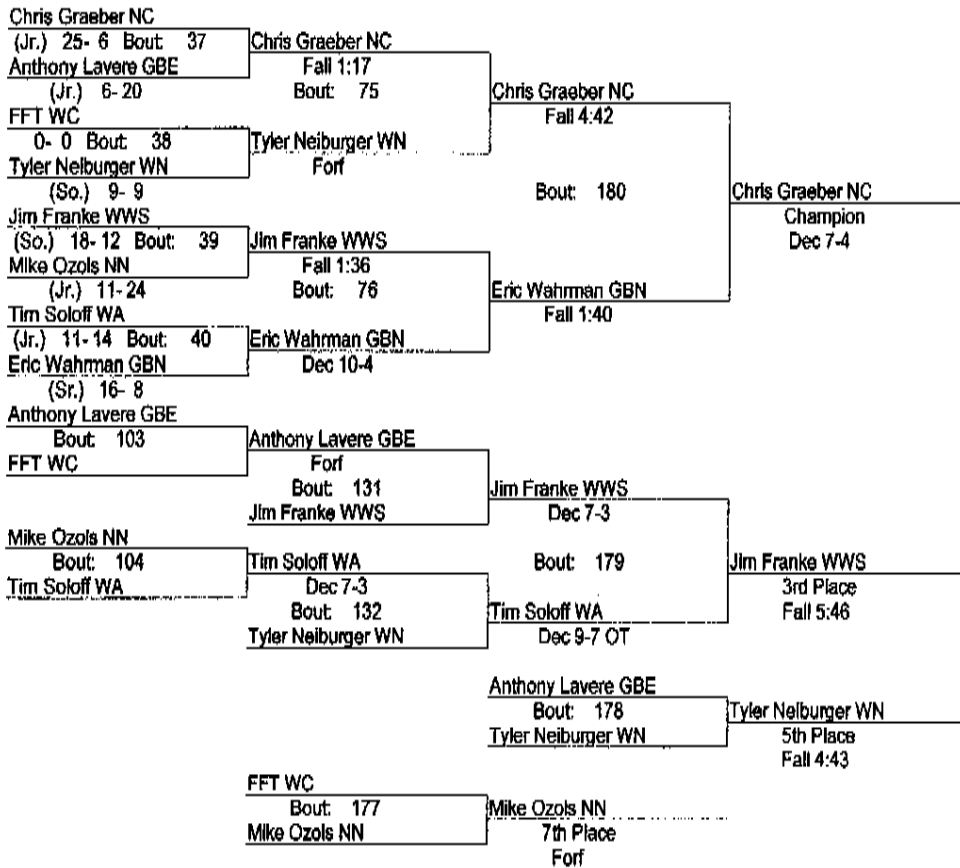 Chris Graeber NC
(Jr.) 25- 6 Bout: 37
Anthony Lavere GBE
(Jr.) 6-20
FFT WC
0- 0 Bout: 38
Tyler Neiburger WN
(So.) 9- 9
Jim Franke WWS
(So.) 18-12 Bout: 39
Mike Ozols NN
(Jr.) 11-24
Tim Soloff WA
(Jr.) 11-14 Bout: 40
Eric Wahrman GBN
(Sr.) 16- 8
Chris Graeber NC
Fall 1:17
Bout: 75
Tyler Neiburger WN
Forf
Jim Franke WWS
Fall 1:36
Bout: 76
Eric Wahrman GBN
Dec 10-4
Chris Graeber NC
Fall 4:42
Bout: 180
Eric Wahrman GBN
Fall 1:40
Chris Graeber NC
Champion
Dec 7-4
Anthony Lavere GBE
Bout: 103
FFT WC
Mike Ozols NN
Bout: 104
Tim Soloff WA
Anthony Lavere GBE
Forf
Bout: 131
Jim Franke WWS
Tim Soloff WA
Dec 7-3
Bout: 132
Tyler Neiburger WN
Jim Franke WWS
Dec 7-3
Bout: 179
Tim Soloff WA
Dec 9-7 OT
Jim Franke WWS
3rd Place
Fall 5:46
Anthony Lavere GBE
Bout: 178
Tyler Neiburger WN
Tyler Neiburger WN
5th Place
Fall 4:43
FFT WC
Bout: 177
Mike Ozols NN
Mike Ozols NN
7th Place
Forf